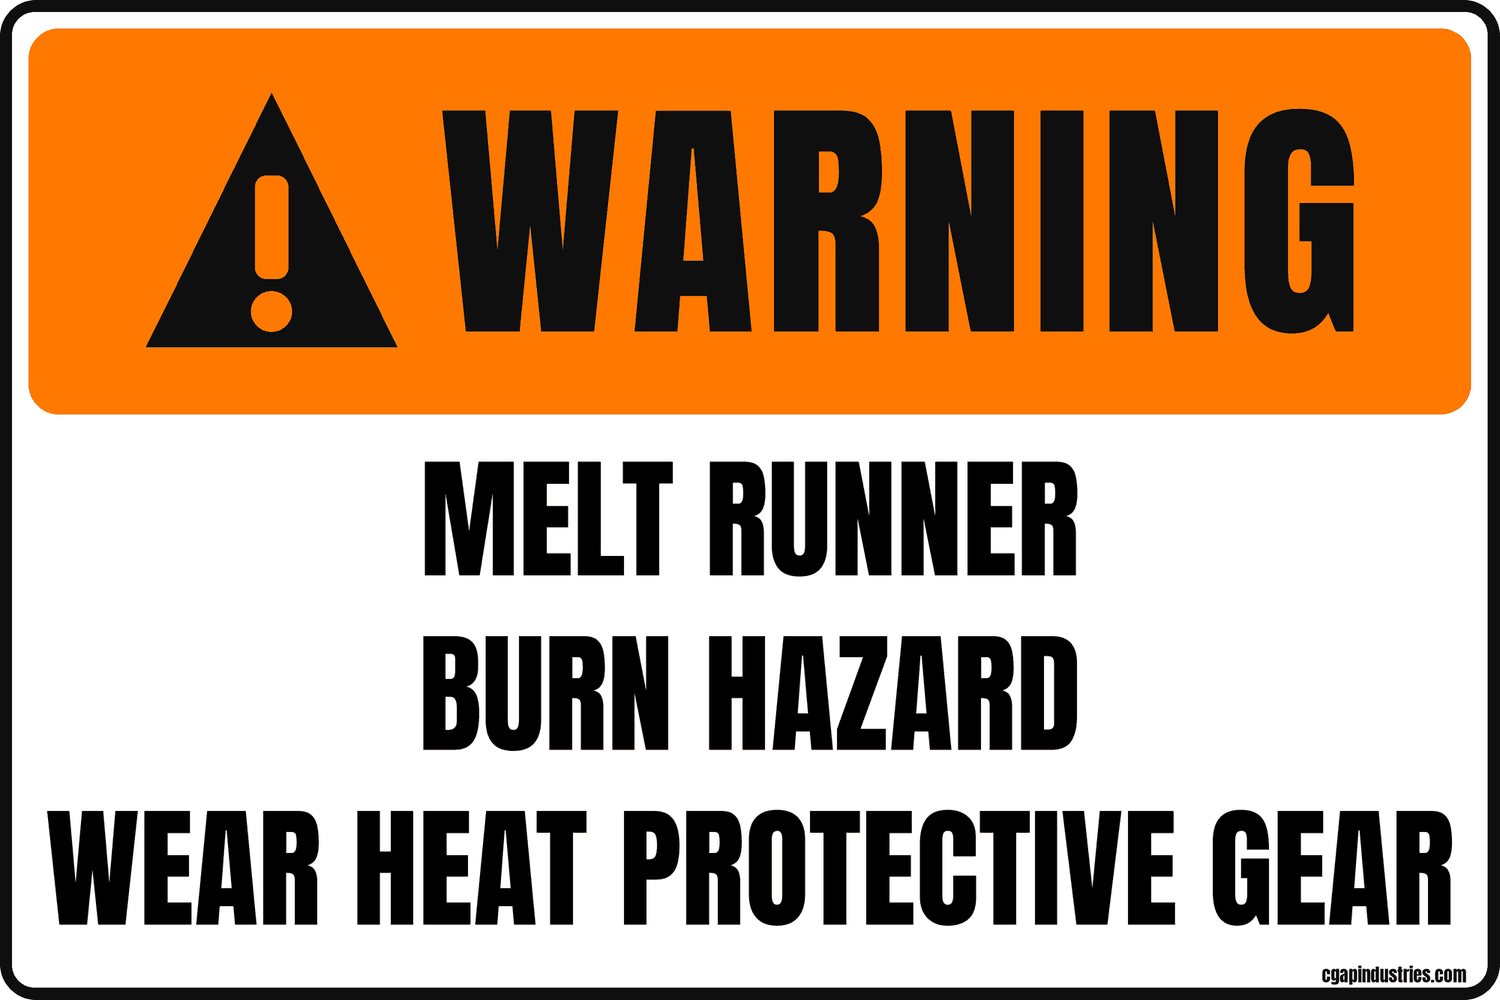 WARNING
MELT RUNNER
BURN HAZARD
WEAR HEAT PROTECTIVE GEAR
cgapindustries.com